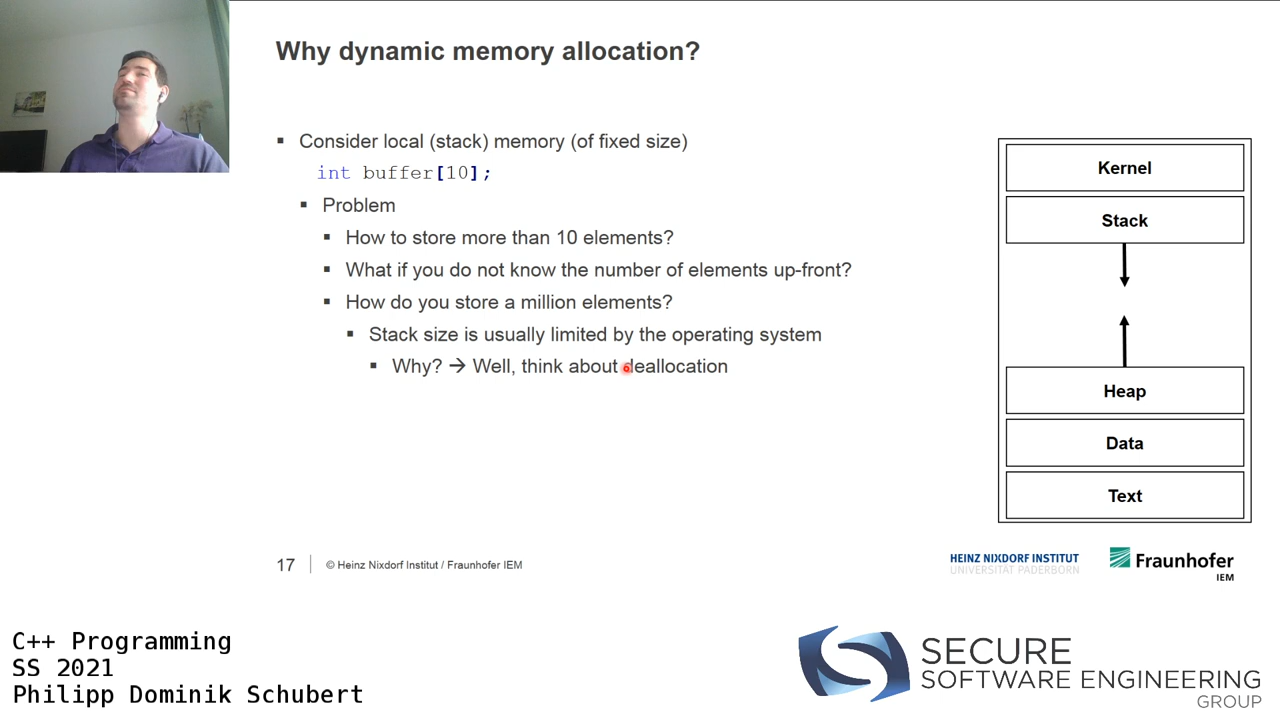 Why dynamic memory allocation?
▪ Consider local (stack) memory (of fixed size)
int buffer[10];
▪ Problem
▪ How to store more than 10 elements?
▪ What if you do not know the number of elements up-front?
▪ How do you store a million elements?
▪ Stack size is usually limited by the operating system
▪ Why? → Well, think about deallocation
Kernel
Stack
Heap
Data
Text
17
© Heinz Nixdorf Institut / Fraunhofer IEM
HEINZ NIXDORF INSTITUT
UNIVERSITÄT PADERBORN
Fraunhofer
IEM
C++ Programming
SS 2021
Philipp Dominik Schubert
SECURE
SOFTWARE ENGINEERING
GROUP